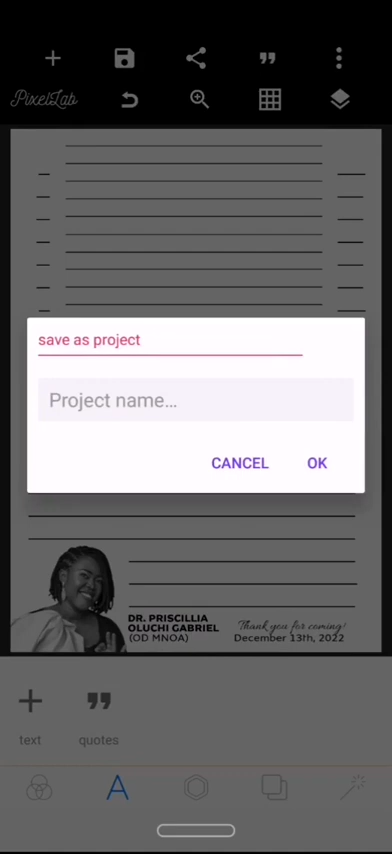 PixelLab
save as project
Project name...
CANCEL OK
DR. PRISCILLIA
OLUCHI GABRIEL
(OD MNOA)
Thank you for coming!
December 13th, 2022
text quotes